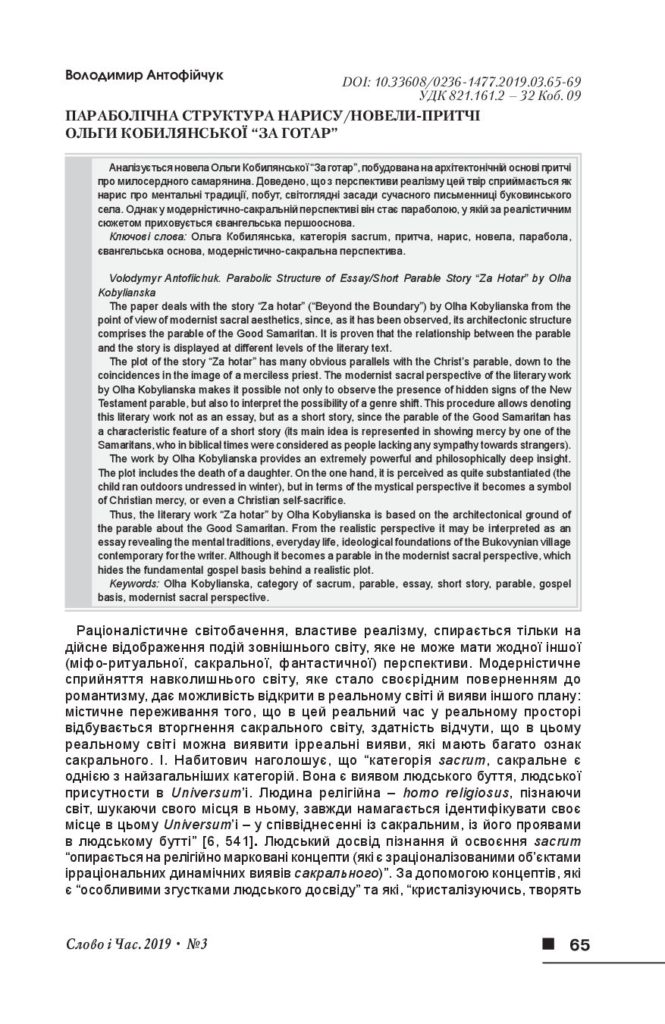 Володимир Антофійчук
DOI: 10.33608/0236-1477.2019.03.65-69
УДК 821.161.2 – 32 Коб. 09
ПАРАБОЛІЧНА СТРУКТУРА НАРИСУ/НОВЕЛИ-ПРИТЧІ
ОЛЬГИ КОБИЛЯНСЬКОЇ “ЗА ГОТАР”
Аналізується новела Ольги Кобилянської “За готар”, побудована на архітектонічній основі притчі
про милосердного самарянина. Доведено, що з перспективи реалізму цей твір сприймається як
нарис про ментальні традиції, побут, світоглядні засади сучасного письменниці буковинського
села. Однак у модерністично-сакральній перспективі він стає параболою, у якій за реалістичним
сюжетом приховується євангельська першооснова.
Ключові слова: Ольга Кобилянська, категорія sacrum, притча, нарис, новела, парабола,
євангельська основа, модерністично-сакральна перспектива.
Volodymyr Antofiichuk. Parabolic Structure of Essay/Short Parable Story “Za Hotar” by Olha
Kobylianska
The paper deals with the story “Za hotar” (“Beyond the Boundary”) by Olha Kobylianska from the
point of view of modernist sacral aesthetics, since, as it has been observed, its architectonic structure
comprises the parable of the Good Samaritan. It is proven that the relationship between the parable
and the story is displayed at different levels of the literary text.
The plot of the story “Za hotar” has many obvious parallels with the Christ’s parable, down to the
coincidences in the image of a merciless priest. The modernist sacral perspective of the literary work
by Olha Kobylianska makes it possible not only to observe the presence of hidden signs of the New
Testament parable, but also to interpret the possibility of a genre shift. This procedure allows denoting
this literary work not as an essay, but as a short story, since the parable of the Good Samaritan has
a characteristic feature of a short story (its main idea is represented in showing mercy by one of the
Samaritans, who in biblical times were considered as people lacking any sympathy towards strangers).
The work by Olha Kobylianska provides an extremely powerful and philosophically deep insight.
The plot includes the death of a daughter. On the one hand, it is perceived as quite substantiated (the
child ran outdoors undressed in winter), but in terms of the mystical perspective it becomes a symbol
of Christian mercy, or even a Christian self-sacrifice.
Thus, the literary work “Za hotar” by Olha Kobylianska is based on the architectonical ground of
the parable about the Good Samaritan. From the realistic perspective it may be interpreted as an
essay revealing the mental traditions, everyday life, ideological foundations of the Bukovynian village
contemporary for the writer. Although it becomes a parable in the modernist sacral perspective, which
hides the fundamental gospel basis behind a realistic plot.
Keywords: Olha Kobylianska, category of sacrum, parable, essay, short story, parable, gospel
basis, modernist sacral perspective.
Раціоналістичне світобачення, властиве реалізму, спирається тільки на
дійсне відображення подій зовнішнього світу, яке не може мати жодної іншої
(міфо-ритуальної, сакральної, фантастичної) перспективи. Модерністичне
сприйняття навколишнього світу, яке стало своєрідним поверненням до
романтизму, дає можливість відкрити в реальному світі й вияви іншого плану:
містичне переживання того, що в цей реальний час у реальному просторі
відбувається вторгнення сакрального світу, здатність відчути, що в цьому
реальному світі можна виявити ірреальні вияви, які мають багато ознак
сакрального. І. Набитович наголошує, що “категорія sacrum, сакральне є
однією з найзагальніших категорій. Вона є виявом людського буття, людської
присутности в Universum’і. Людина релігійна – homo religiosus, пізнаючи
світ, шукаючи свого місця в ньому, завжди намагається ідентифікувати своє
місце в цьому Universum’і – у співвіднесенні із сакральним, із його проявами
в людському бутті” [6, 541]. Людський досвід пізнання й освоєння sacrum
“опирається на релігійно марковані концепти (які є зраціоналізованими об’єктами
ірраціональних динамічних виявів сакрального)”. За допомогою концептів, які
є “особливими згустками людського досвіду” та які, “кристалізуючись, творять
Слово і Час. 2019 • №3
65